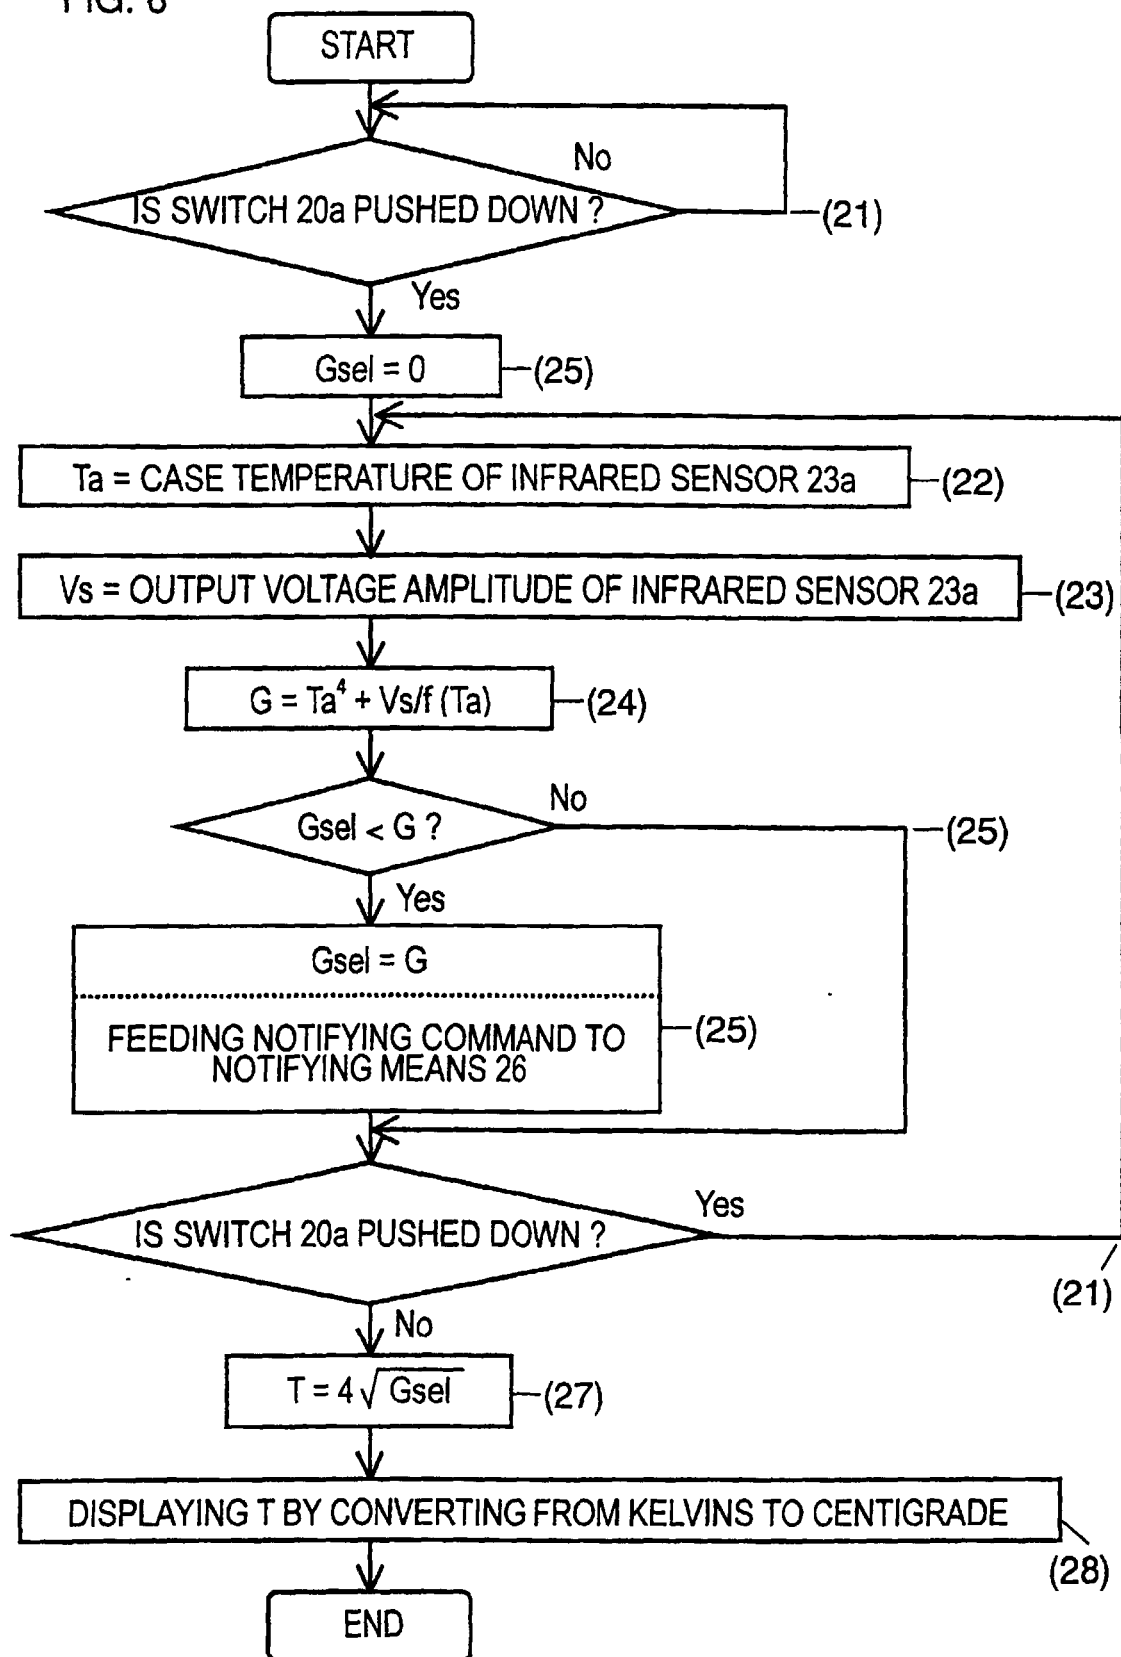 FIG. 8
START
No
IS SWITCH 20a PUSHED DOWN ?
(21)
Yes
Gsel = 0
(25)
Ta = CASE TEMPERATURE OF INFRARED SENSOR 23a
(22)
Vs = OUTPUT VOLTAGE AMPLITUDE OF INFRARED SENSOR 23a
(23)
G = Ta⁴ + Vs/f (Ta)
(24)
No
Gsel < G ?
(25)
Yes
Gsel = G
FEEDING NOTIFYING COMMAND TO
NOTIFYING MEANS 26
(25)
Yes
IS SWITCH 20a PUSHED DOWN ?
(21)
No
T = 4 √ Gsel
(27)
DISPLAYING T BY CONVERTING FROM KELVINS TO CENTIGRADE
(28)
END